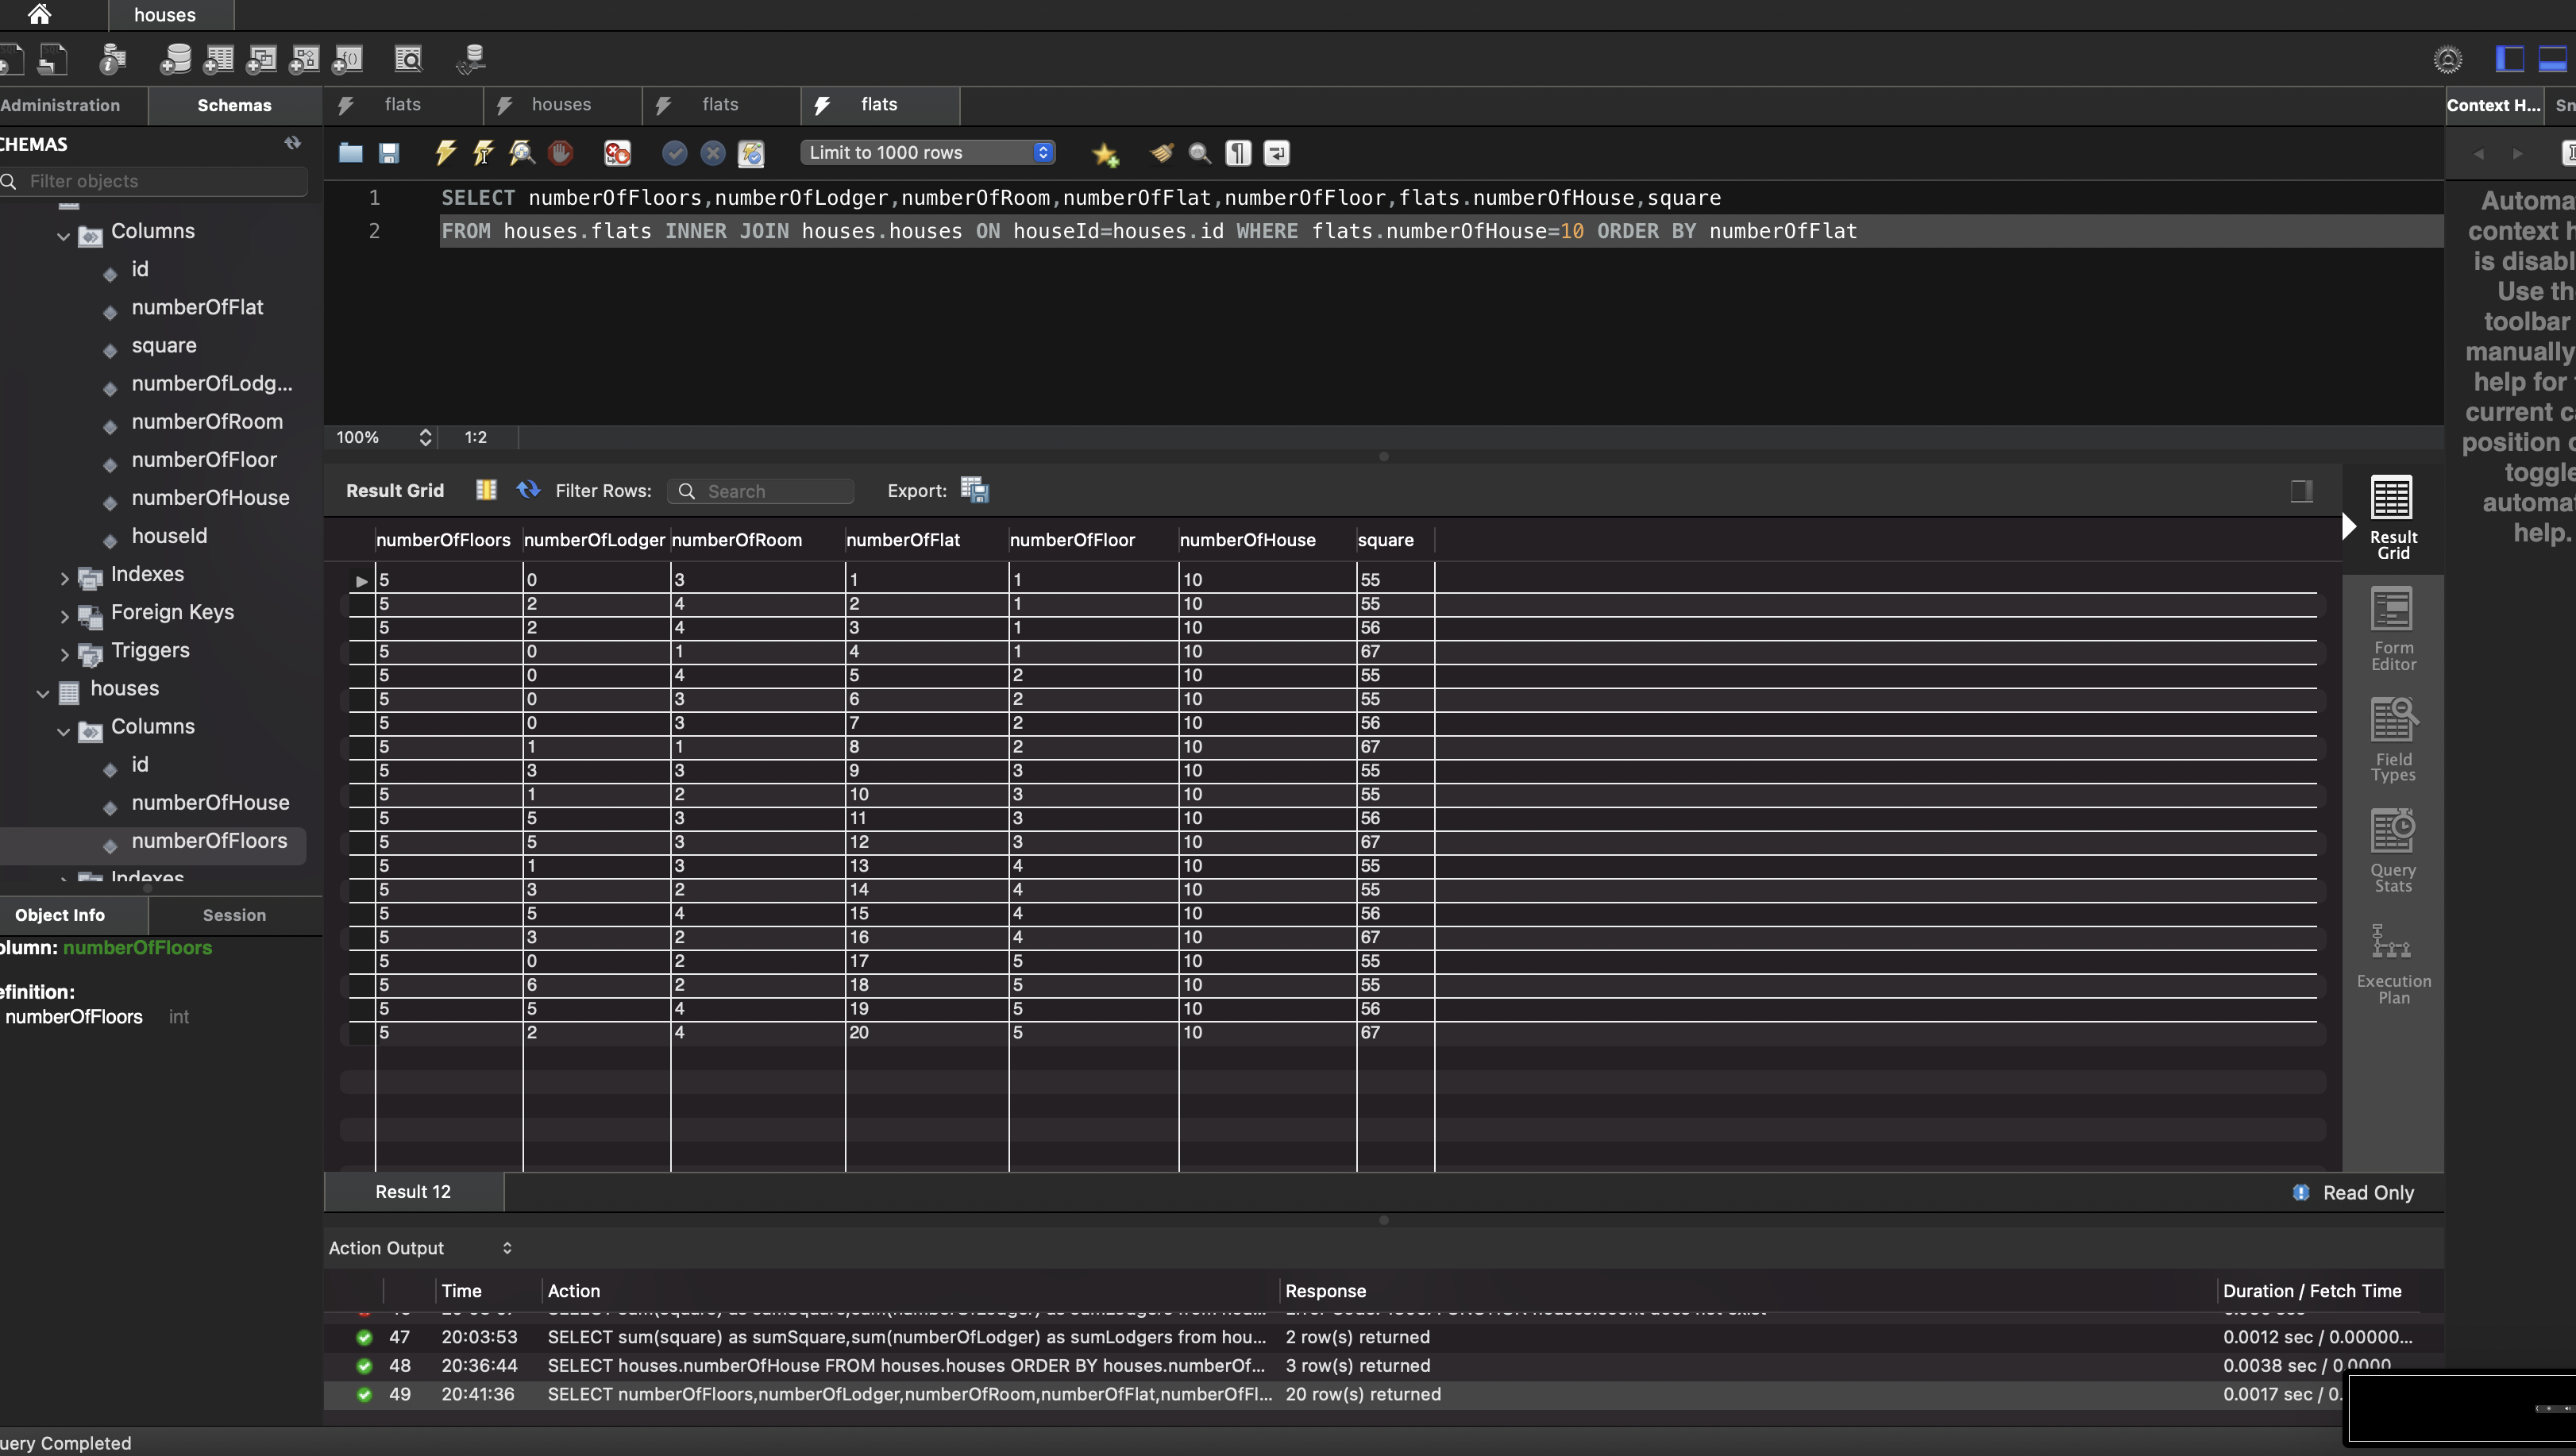 houses
Administration
Schemas
flats
houses
flats
flats
Context H...
CHEMAS
Filter objects
Limit to 1000 rows
1 SELECT numberOfFloors,numberOfLodger,numberOfRoom,numberOfFlat,numberOfFloor,flats.numberOfHouse,square
2 FROM houses.flats INNER JOIN houses.houses ON houseId=houses.id WHERE flats.numberOfHouse=10 ORDER BY numberOfFlat
Columns
id
numberOfFlat
square
numberOfLodg...
numberOfRoom
numberOfFloor
numberOfHouse
houseId
Indexes
Foreign Keys
Triggers
houses
Columns
id
numberOfHouse
numberOfFloors
Indexes
Object Info
Session
olumn: numberOfFloors
efinition:
numberOfFloors int
100%
1:2
Result Grid
Filter Rows:
Search
Export:
numberOfFloors numberOfLodger numberOfRoom numberOfFlat numberOfFloor numberOfHouse square
5 0 3 1 1 10 55
5 2 4 2 1 10 55
5 2 4 3 1 10 56
5 0 1 4 1 10 67
5 0 4 5 2 10 55
5 0 3 6 2 10 55
5 0 3 7 2 10 56
5 1 1 8 2 10 67
5 3 3 9 3 10 55
5 1 2 10 3 10 55
5 5 3 11 3 10 56
5 5 3 12 3 10 67
5 1 3 13 4 10 55
5 3 2 14 4 10 55
5 5 4 15 4 10 56
5 3 2 16 4 10 67
5 0 2 17 5 10 55
5 6 2 18 5 10 55
5 5 4 19 5 10 56
5 2 4 20 5 10 67
Result
Grid
Form
Editor
Field
Types
Query
Stats
Execution
Plan
Automa
context h
is disabl
Use th
toolbar
manually
help for
current c
position
toggle
automa
help.
Result 12
Read Only
Action Output
Time Action Response Duration / Fetch Time
47 20:03:53 SELECT sum(square) as sumSquare,sum(numberOfLodger) as sumLodgers from hou... 2 row(s) returned 0.0012 sec / 0.00000...
48 20:36:44 SELECT houses.numberOfHouse FROM houses.houses ORDER BY houses.numberOf... 3 row(s) returned 0.0038 sec / 0.0000
49 20:41:36 SELECT numberOfFloors,numberOfLodger,numberOfRoom,numberOfFlat,numberOfFl... 20 row(s) returned 0.0017 sec / 0.
uery Completed